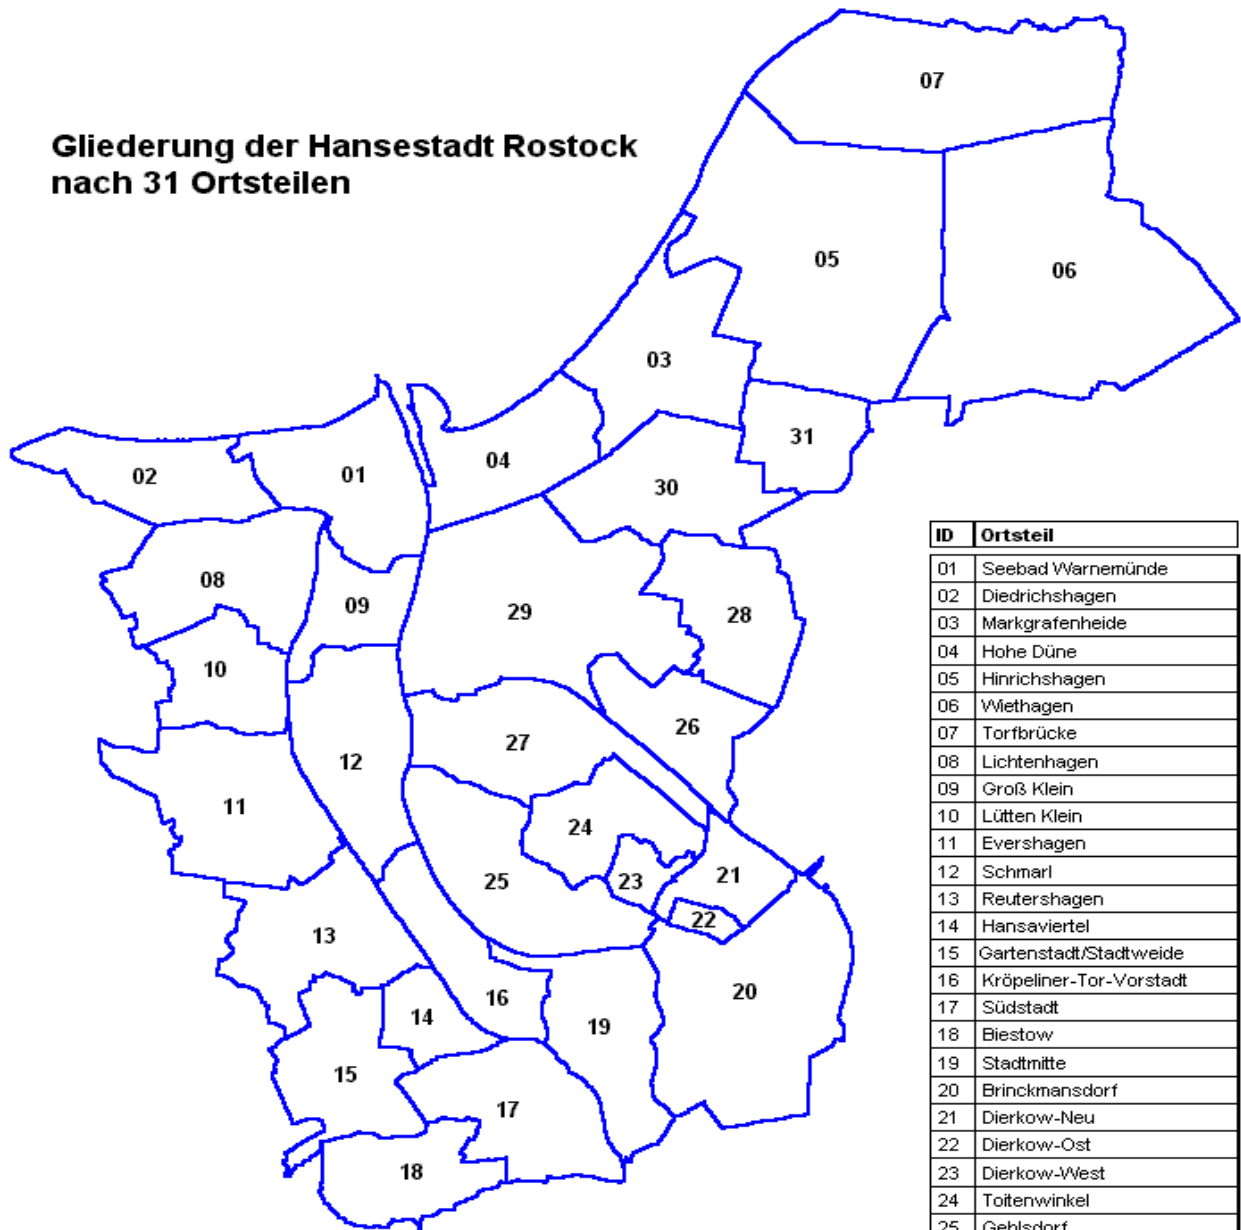 Gliederung der Hansestadt Rostock
nach 31 Ortsteilen
07
05
06
03
31
04
02
01
30
08
09
29
28
10
26
27
12
11
24
23
21
25
22
13
20
16
14
19
15
17
18
ID Ortsteil
01 Seebad Warnemünde
02 Diedrichshagen
03 Markgrafenheide
04 Hohe Düne
05 Hinrichshagen
06 Wiethagen
07 Torfbrücke
08 Lichtenhagen
09 Groß Klein
10 Lütten Klein
11 Evershagen
12 Schmarl
13 Reutershagen
14 Hansaviertel
15 Gartenstadt/Stadtweide
16 Kröpeliner-Tor-Vorstadt
17 Südstadt
18 Biestow
19 Stadtmitte
20 Brinckmansdorf
21 Dierkow-Neu
22 Dierkow-Ost
23 Dierkow-West
24 Toitenwinkel
25 Gehlsdorf